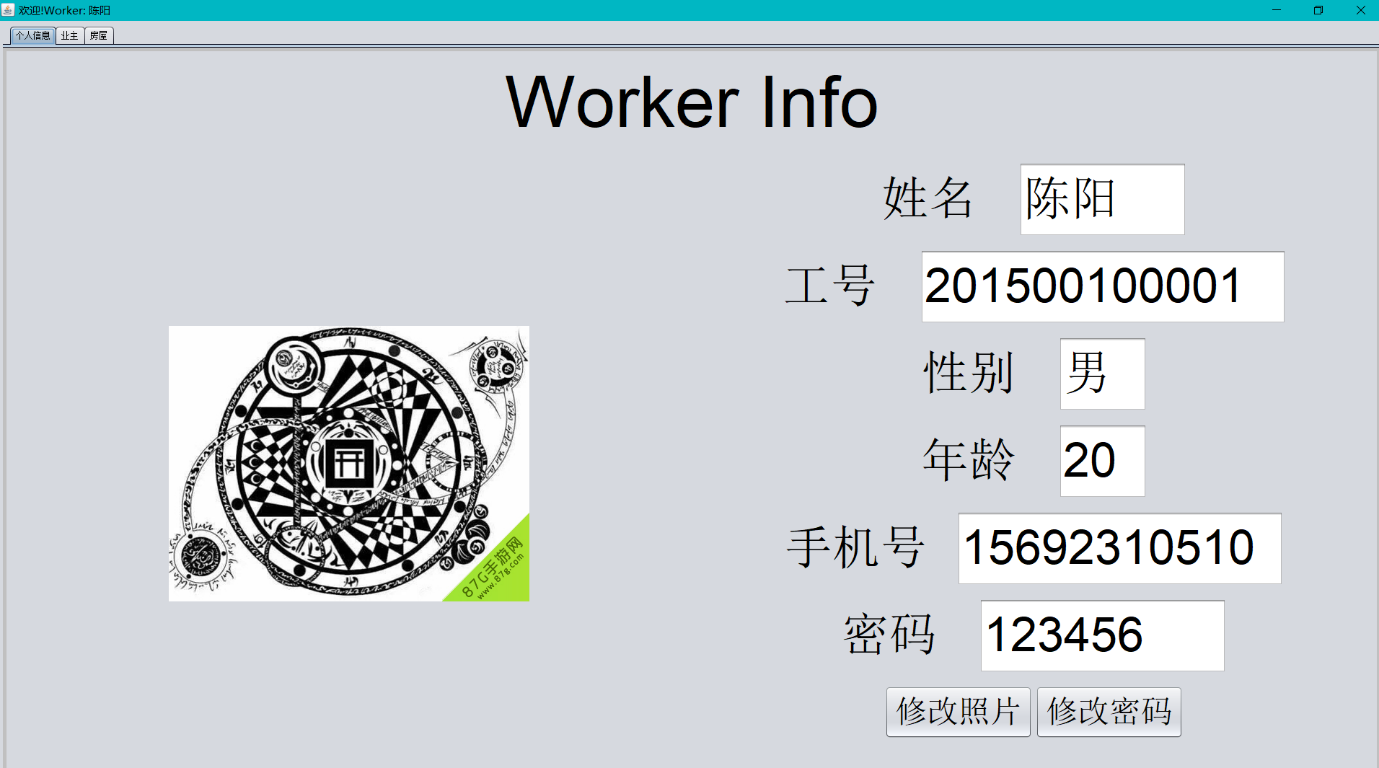 欢迎!Worker: 陈阳
个人信息 业主 房屋
Worker Info
姓名 陈阳
工号 201500100001
性别 男
年龄 20
手机号 15692310510
密码 123456
修改照片 修改密码
87G手游网
www.87g.com